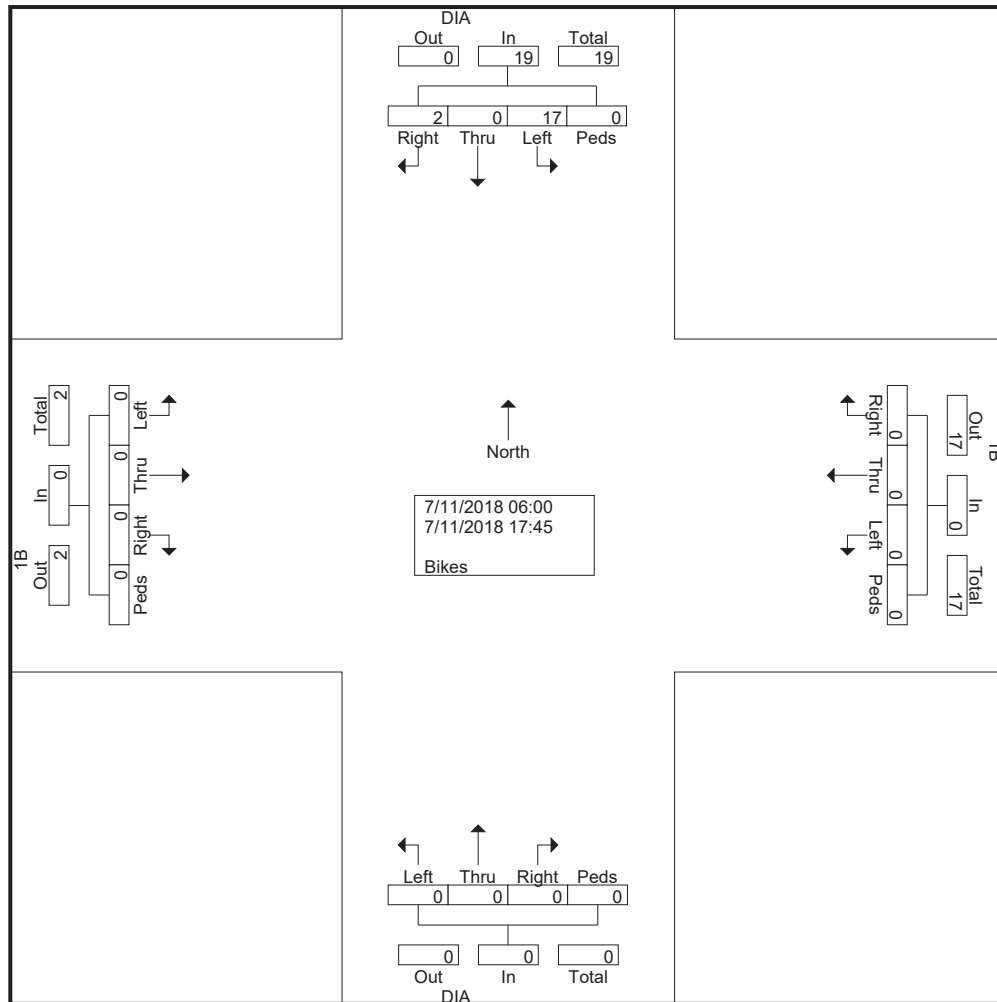 DIA
Out In Total
0 19 19
2 0 17 0
Right Thru Left Peds
Total In Out
2 0 2
1B
0 0 0 0
Left Thru Right Peds
North
7/11/2018 06:00
7/11/2018 17:45
Bikes
Right Thru Left Peds
0 0 0 0
Out In Total
17 0 17
1B
Left Thru Right Peds
0 0 0 0
0 0 0
Out In Total
DIA